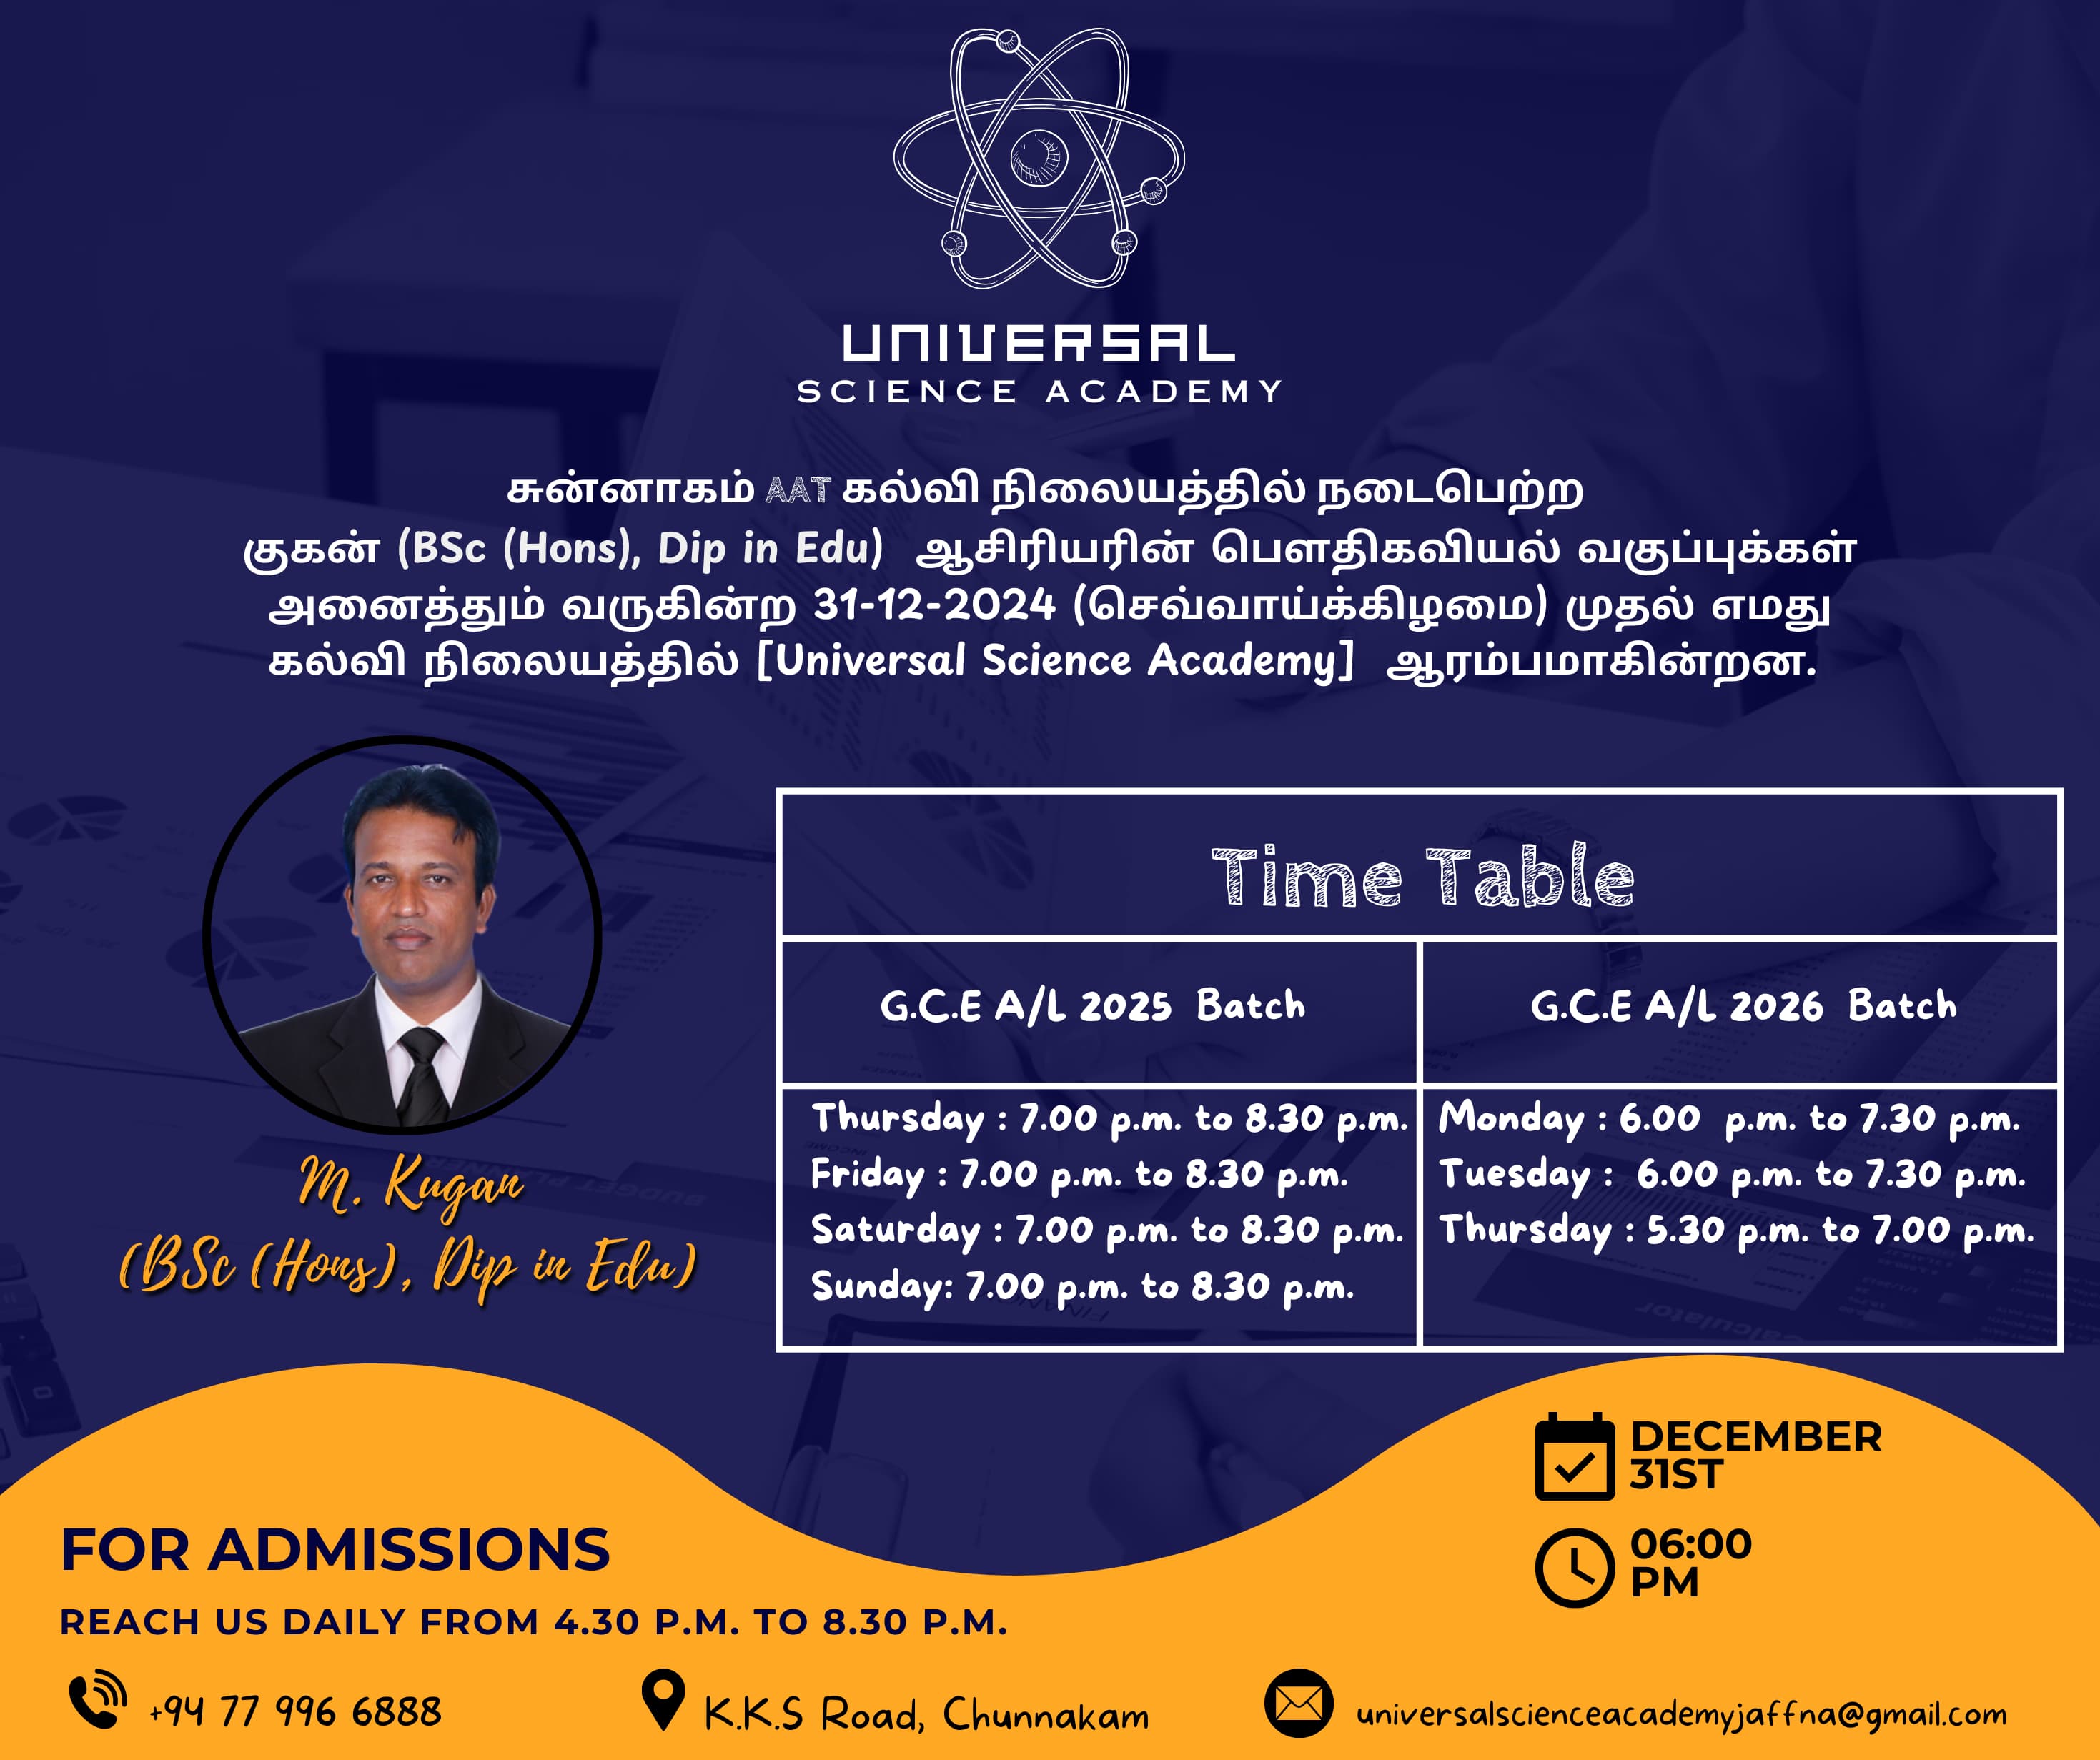 UNIVERSAL
SCIENCE ACADEMY
சுன்னாகம் AAT கல்வி நிலையத்தில் நடைபெற்ற
குகன் (BSc (Hons), Dip in Edu) ஆசிரியரின் பௌதிகவியல் வகுப்புக்கள்
அனைத்தும் வருகின்ற 31-12-2024 (செவ்வாய்க்கிழமை) முதல் எமது
கல்வி நிலையத்தில் [Universal Science Academy] ஆரம்பமாகின்றன.
M. Kugan
(BSc (Hons), Dip in Edu)
Time Table
G.C.E A/L 2025 Batch
Thursday : 7.00 p.m. to 8.30 p.m.
Friday : 7.00 p.m. to 8.30 p.m.
Saturday : 7.00 p.m. to 8.30 p.m.
Sunday: 7.00 p.m. to 8.30 p.m.
G.C.E A/L 2026 Batch
Monday : 6.00 p.m. to 7.30 p.m.
Tuesday : 6.00 p.m. to 7.30 p.m.
Thursday : 5.30 p.m. to 7.00 p.m.
DECEMBER
31ST
06:00
PM
FOR ADMISSIONS
REACH US DAILY FROM 4.30 P.M. TO 8.30 P.M.
+94 77 996 6888
K.K.S Road, Chunnakam
universalscienceacademyjaffna@gmail.com